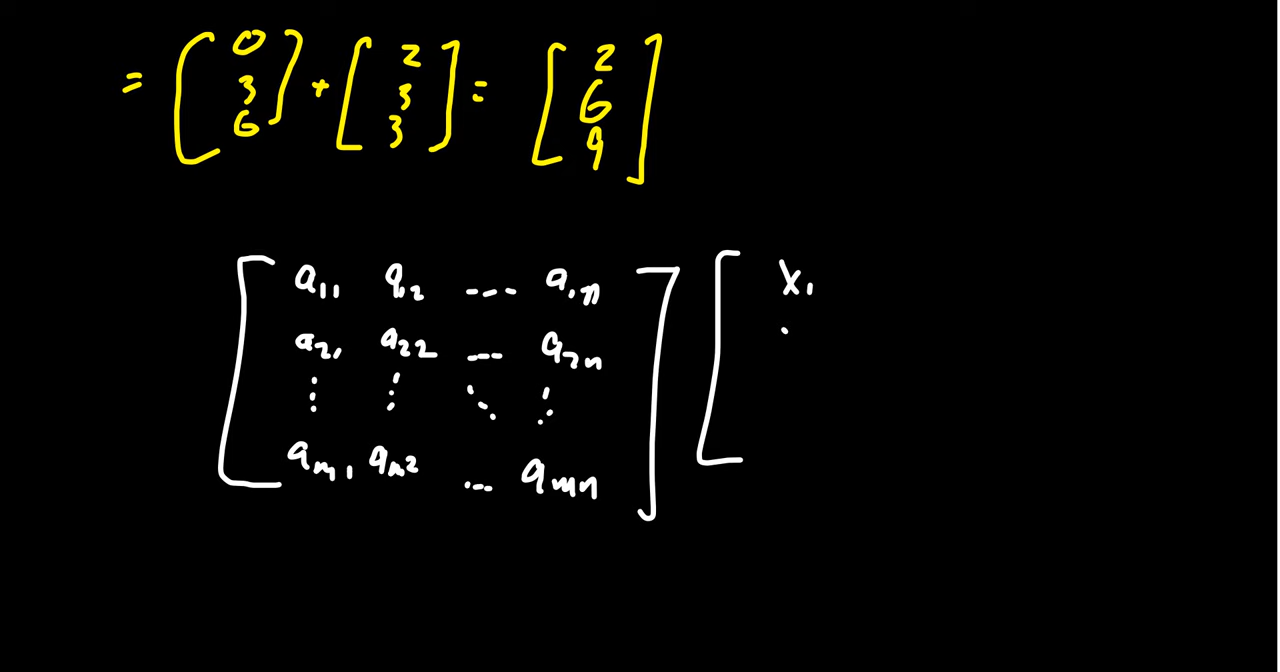 = [0 3 6] + [2 3 3] = [2 6 9]
[a11 a12 --- a1n] [x1
a21 a22 --- a2n .
⋮ ⋮ ⋱ ⋮
am1 am2 ... amn]